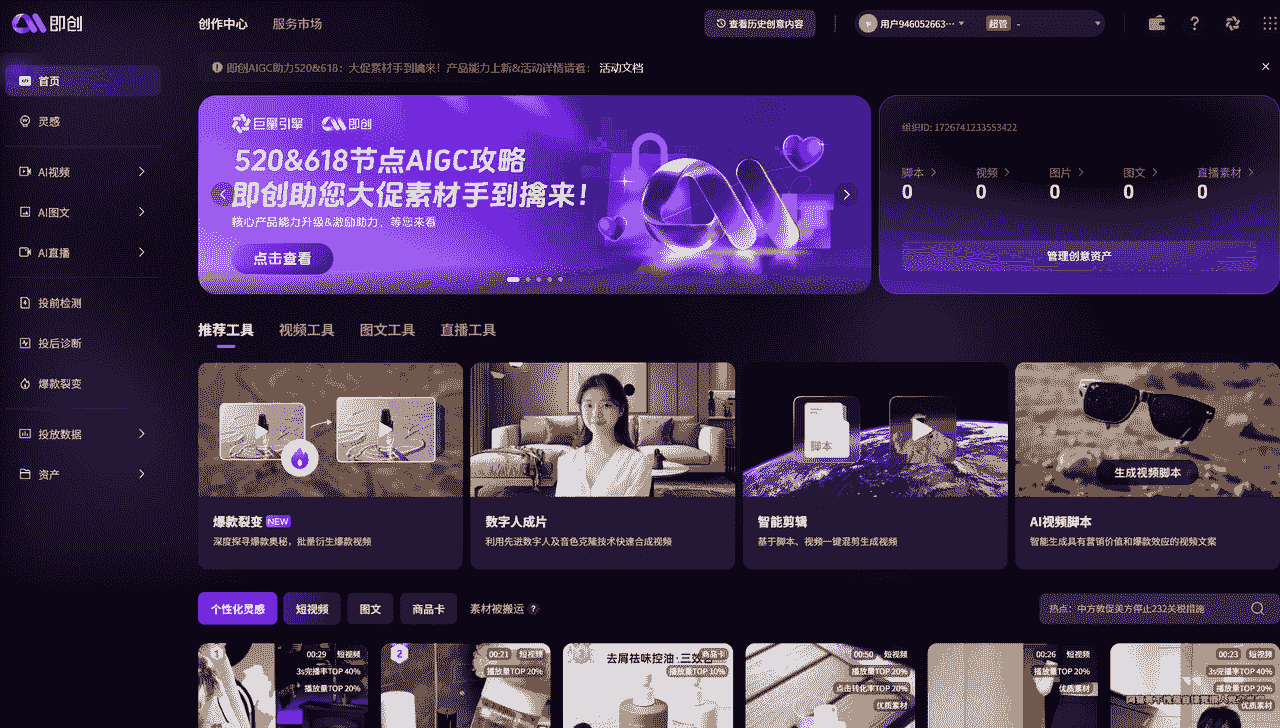 即创
创作中心
服务市场
查看历史创意内容
用户946052663···
超管
-
?
首页
灵感
AI视频
AI图文
AI直播
投前检测
投后诊断
爆款裂变
投放数据
资产
即创AIGC助力520&618：大促素材手到擒来！产品能力上新&活动详情请看： 活动文档
巨量引擎 | 即创
520&618节点AIGC攻略
即创助您大促素材手到擒来！
核心产品能力升级&激励助力，等您来看
点击查看
组织ID: 1726741233553422
脚本 视频 图片 图文 直播素材
0 0 0 0 0
管理创意资产
推荐工具 视频工具 图文工具 直播工具
脚本
生成视频脚本
爆款裂变 NEW
深度探寻爆款奥秘，批量衍生爆款视频
数字人成片
利用先进数字人及音色克隆技术快速合成视频
智能剪辑
基于脚本、视频一键混剪生成视频
AI视频脚本
智能生成具有营销价值和爆款效应的视频文案
个性化灵感 短视频 图文 商品卡 素材被搬运 ?
热点：中方敦促美方停止232关税措施
1
00:29 短视频
3s完播率TOP 40%
播放量TOP 20%
2
00:21 短视频
播放量TOP 20%
3
商品卡
去屑祛味控油·三效合
播放量TOP 10%
00:50 短视频
播放量TOP 20%
点击转化率TOP 20%
优质素材
00:26 短视频
播放量TOP 20%
优质素材
00:23 短视频
3s完播率TOP 40%
播放量TOP 20%
优质素材